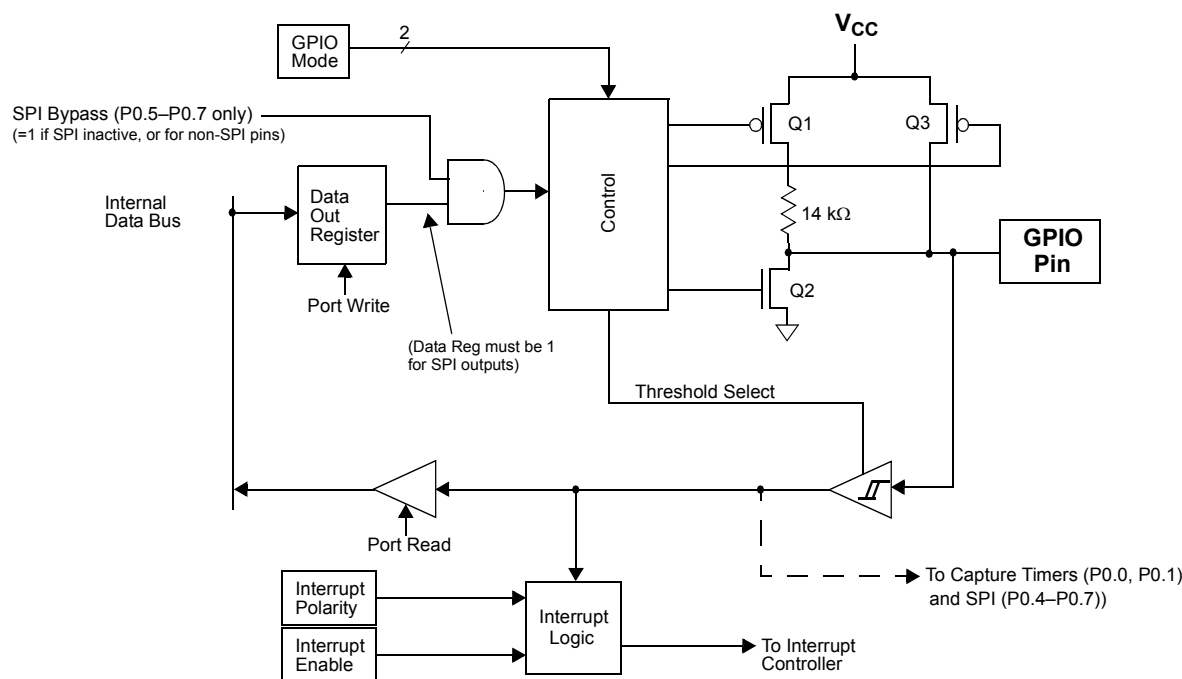 GPIO
Mode
2
VCC
SPI Bypass (P0.5–P0.7 only)
(=1 if SPI inactive, or for non-SPI pins)
Q1
Q3
Control
Internal
Data Bus
Data
Out
Register
14 kΩ
GPIO
Pin
Q2
Port Write
(Data Reg must be 1
for SPI outputs)
Threshold Select
Port Read
To Capture Timers (P0.0, P0.1)
and SPI (P0.4–P0.7))
Interrupt
Polarity
Interrupt
Logic
Interrupt
Enable
To Interrupt
Controller